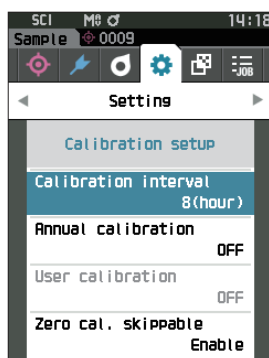 SCI M⚙ ♂ 14:18
Sample 0009
JOB
Setting
Calibration setup
Calibration interval
8(hour)
Annual calibration
OFF
User calibration
OFF
Zero cal. skippable
Enable